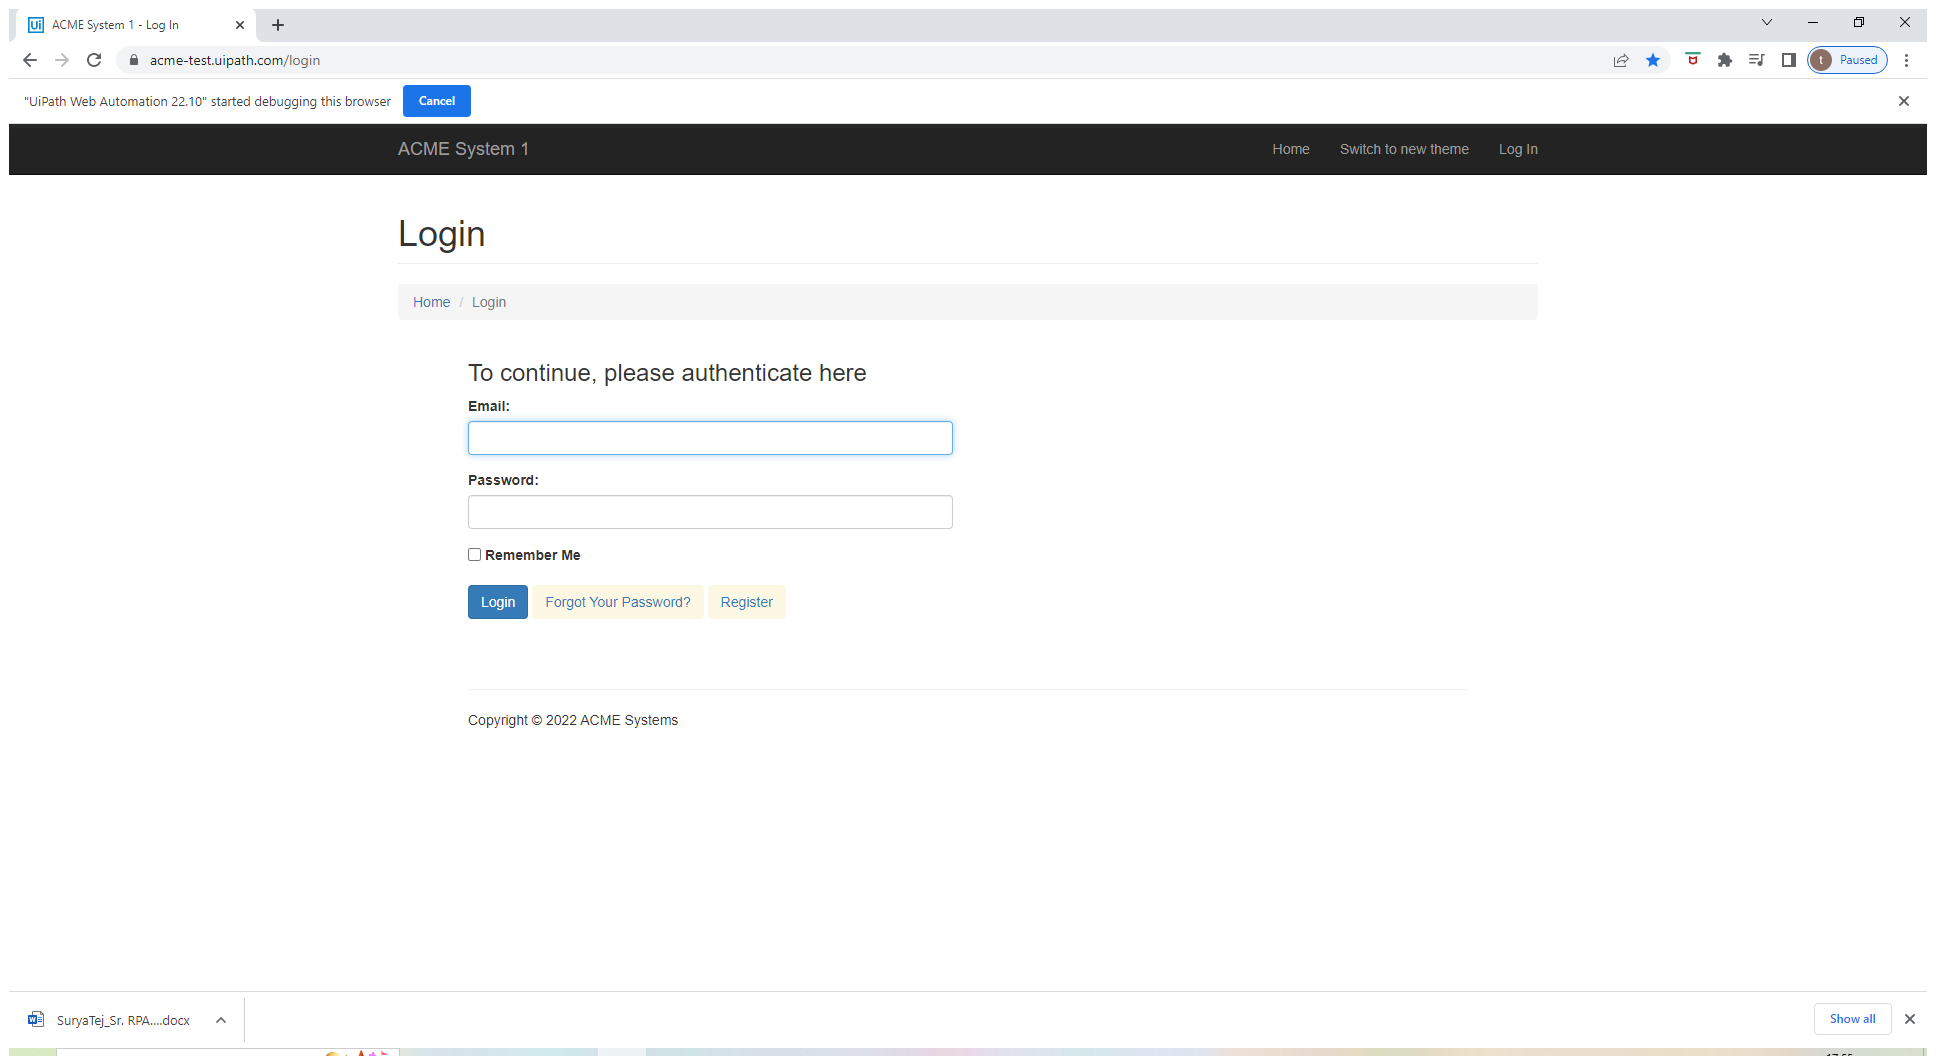 Ui ACME System 1 - Log In
acme-test.uipath.com/login
t Paused
"UiPath Web Automation 22.10" started debugging this browser Cancel
ACME System 1 Home Switch to new theme Log In
Login
Home / Login
To continue, please authenticate here
Email:
Password:
Remember Me
Login Forgot Your Password? Register
Copyright © 2022 ACME Systems
SuryaTej_Sr. RPA....docx Show all